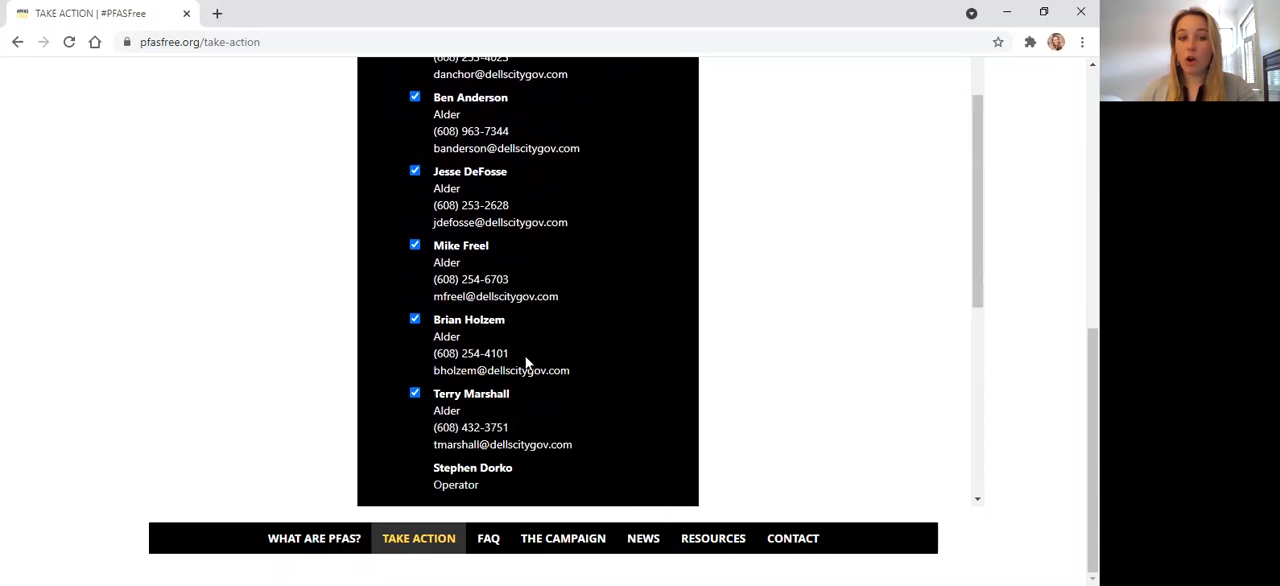 TAKE ACTION | #PFASFree
pfasfree.org/take-action
danchor@dellscitygov.com
Ben Anderson
Alder
(608) 963-7344
banderson@dellscitygov.com
Jesse DeFosse
Alder
(608) 253-2628
jdefosse@dellscitygov.com
Mike Freel
Alder
(608) 254-6703
mfreel@dellscitygov.com
Brian Holzem
Alder
(608) 254-4101
bholzem@dellscitygov.com
Terry Marshall
Alder
(608) 432-3751
tmarshall@dellscitygov.com
Stephen Dorko
Operator
WHAT ARE PFAS? TAKE ACTION FAQ THE CAMPAIGN NEWS RESOURCES CONTACT